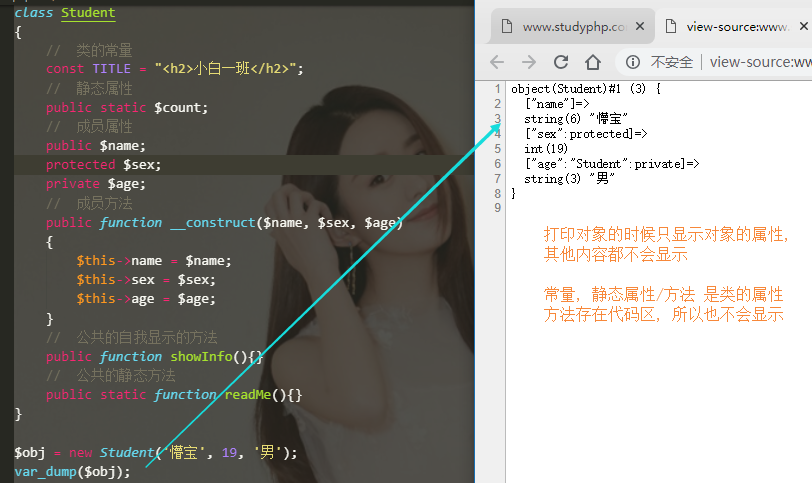 class Student
{
// 类的常量
const TITLE = "<h2>小白一班</h2>";
// 静态属性
public static $count;
// 成员属性
public $name;
protected $sex;
private $age;
// 成员方法
public function __construct($name, $sex, $age)
{
$this->name = $name;
$this->sex = $sex;
$this->age = $age;
}
// 公共的自我显示的方法
public function showInfo(){}
// 公共的静态方法
public static function readMe(){}
}
$obj = new Student('懵宝', 19, '男');
var_dump($obj);
www.studyphp.co
view-source:www.
不安全 | view-source:ww
1 object(Student)#1 (3) {
2 ["name"]=>
3 string(6) "懵宝"
4 ["sex":protected]=>
5 int(19)
6 ["age":"Student":private]=>
7 string(3) "男"
8 }
9
打印对象的时候只显示对象的属性,
其他内容都不会显示
常量, 静态属性/方法 是类的属性
方法存在代码区, 所以也不会显示